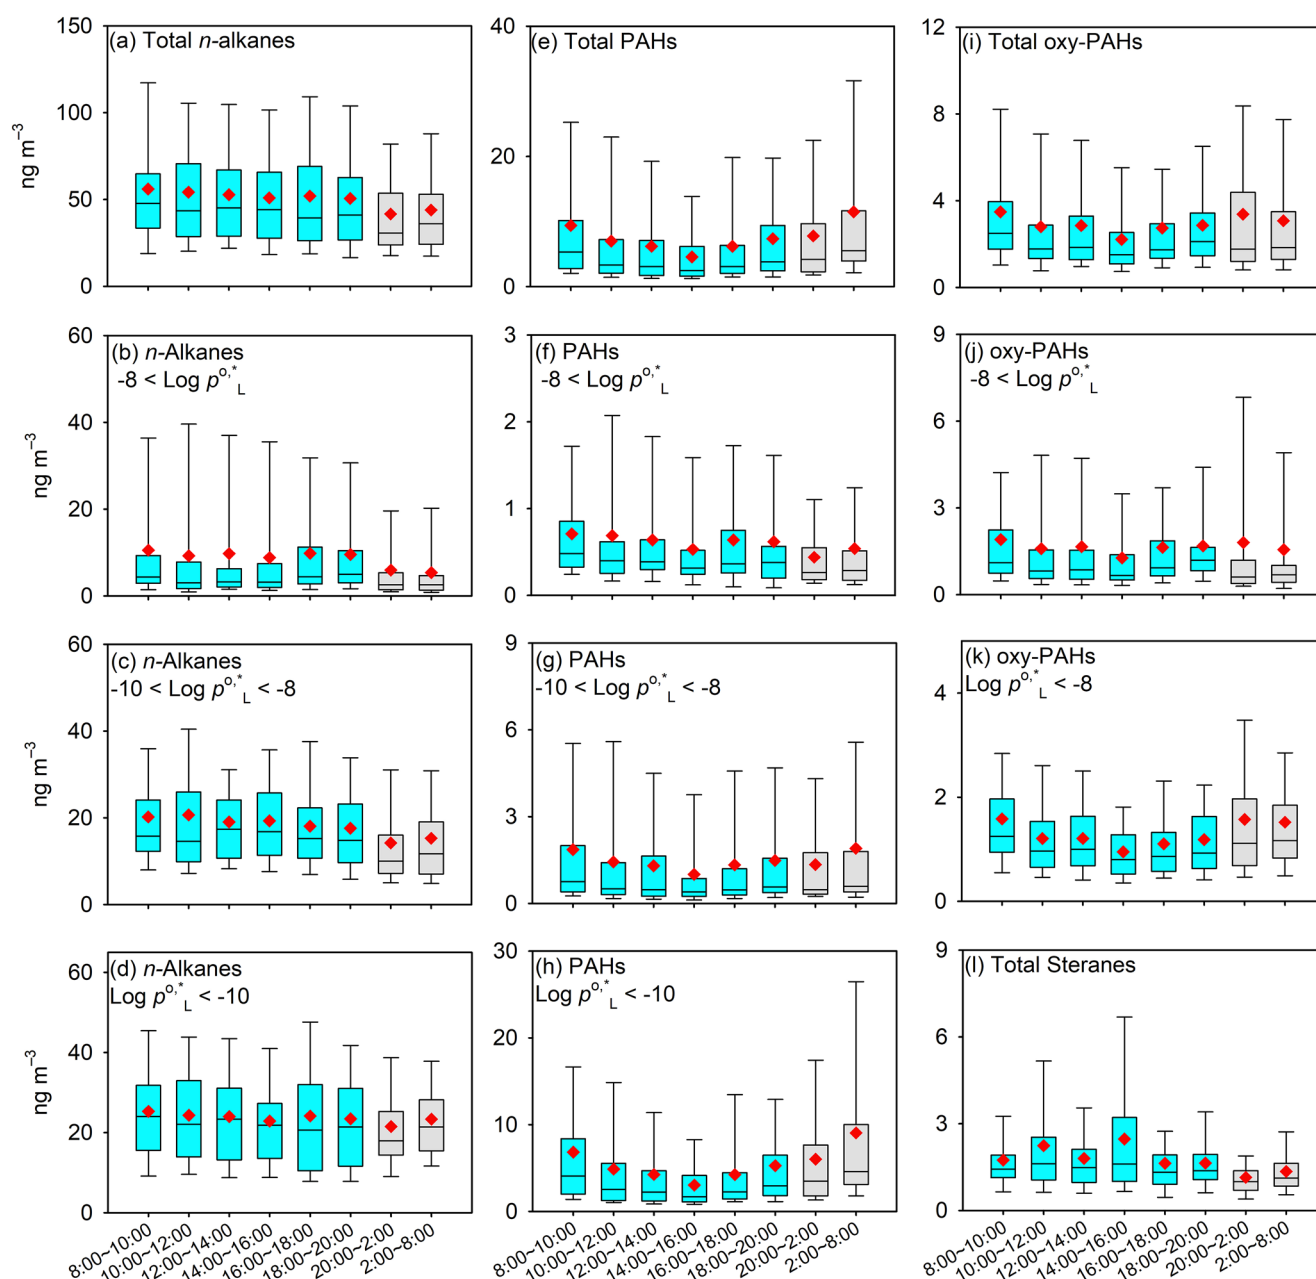 (a) Total n-alkanes
150
100
50
0
ng m⁻³
(e) Total PAHs
40
20
0
(i) Total oxy-PAHs
12
8
4
0
(b) n-Alkanes
-8 < Log p^o,*_L
60
40
20
0
ng m⁻³
(f) PAHs
-8 < Log p^o,*_L
3
2
1
0
(j) oxy-PAHs
-8 < Log p^o,*_L
9
6
3
0
(c) n-Alkanes
-10 < Log p^o,*_L < -8
60
40
20
0
ng m⁻³
(g) PAHs
-10 < Log p^o,*_L < -8
9
6
3
0
(k) oxy-PAHs
Log p^o,*_L < -8
4
2
0
(d) n-Alkanes
Log p^o,*_L < -10
60
40
20
0
ng m⁻³
(h) PAHs
Log p^o,*_L < -10
30
20
10
0
(l) Total Steranes
9
6
3
0
8:00~10:00
10:00~12:00
12:00~14:00
14:00~16:00
16:00~18:00
18:00~20:00
20:00~2:00
2:00~8:00
8:00~10:00
10:00~12:00
12:00~14:00
14:00~16:00
16:00~18:00
18:00~20:00
20:00~2:00
2:00~8:00
8:00~10:00
10:00~12:00
12:00~14:00
14:00~16:00
16:00~18:00
18:00~20:00
20:00~2:00
2:00~8:00